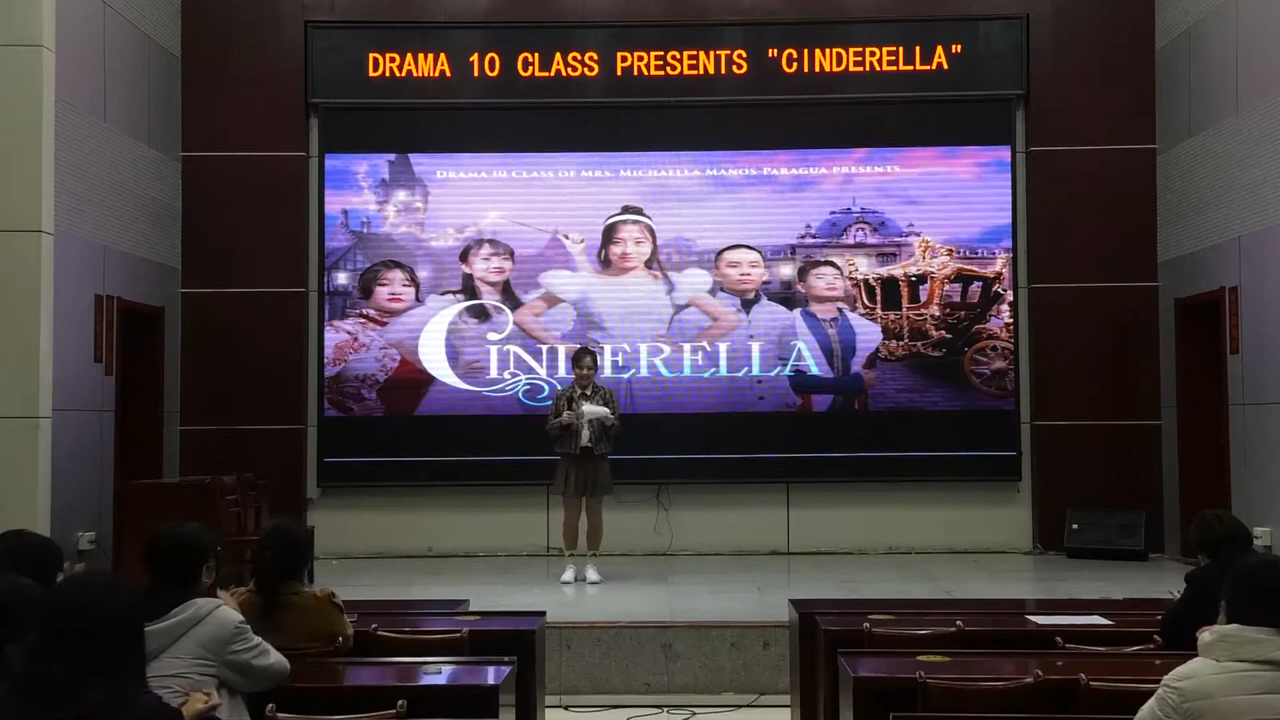 DRAMA 10 CLASS PRESENTS "CINDERELLA"
DRAMA 10 CLASS OF MRS. MICHAELLA MANOS-PARAGUA PRESENTS...
CINDERELLA